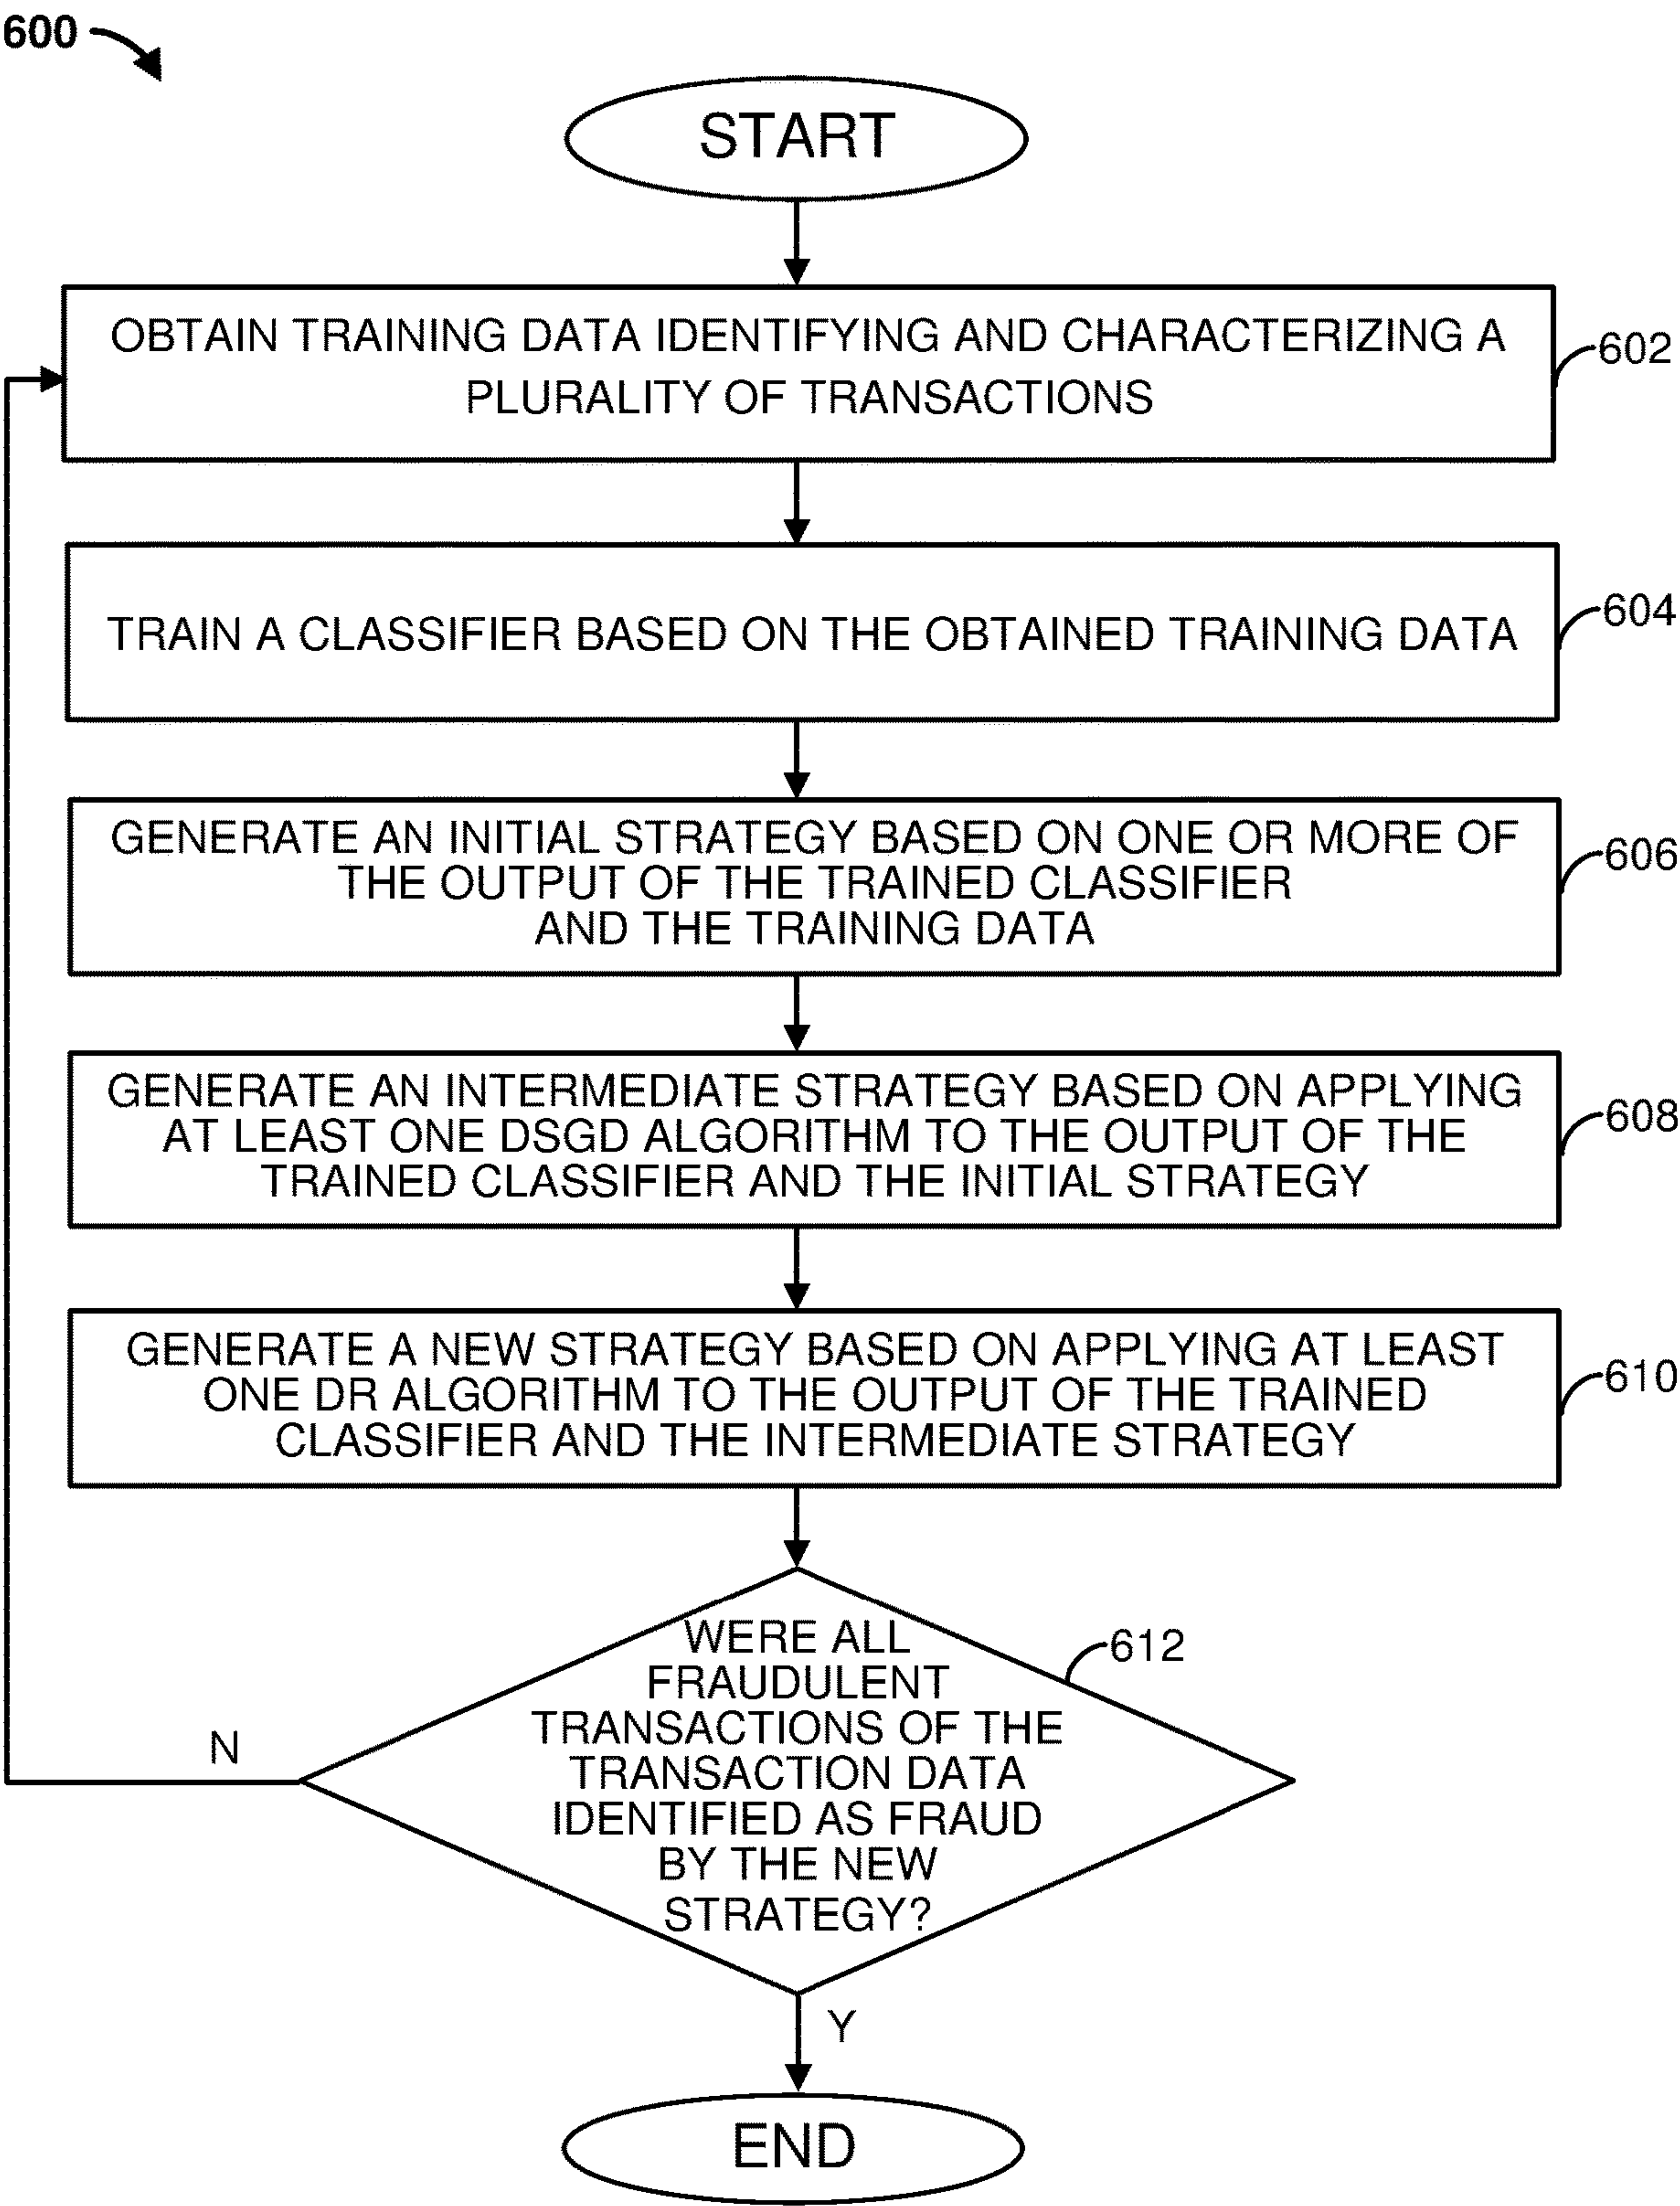 600
START
OBTAIN TRAINING DATA IDENTIFYING AND CHARACTERIZING A
PLURALITY OF TRANSACTIONS
602
TRAIN A CLASSIFIER BASED ON THE OBTAINED TRAINING DATA
604
GENERATE AN INITIAL STRATEGY BASED ON ONE OR MORE OF
THE OUTPUT OF THE TRAINED CLASSIFIER
AND THE TRAINING DATA
606
GENERATE AN INTERMEDIATE STRATEGY BASED ON APPLYING
AT LEAST ONE DSGD ALGORITHM TO THE OUTPUT OF THE
TRAINED CLASSIFIER AND THE INITIAL STRATEGY
608
GENERATE A NEW STRATEGY BASED ON APPLYING AT LEAST
ONE DR ALGORITHM TO THE OUTPUT OF THE TRAINED
CLASSIFIER AND THE INTERMEDIATE STRATEGY
610
WERE ALL
FRAUDULENT
TRANSACTIONS OF THE
TRANSACTION DATA
IDENTIFIED AS FRAUD
BY THE NEW
STRATEGY?
612
N
Y
END